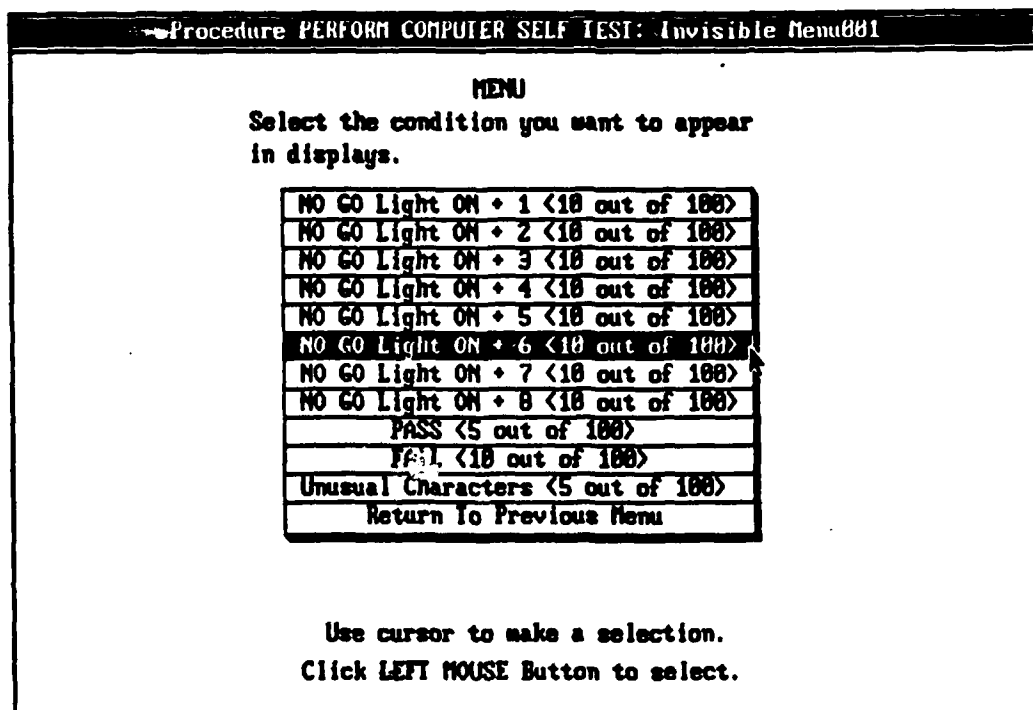 Procedure PERFORM COMPUTER SELF TEST: Invisible Menu001
MENU
Select the condition you want to appear
in displays.
NO GO Light ON + 1 <10 out of 100>
NO GO Light ON + 2 <10 out of 100>
NO GO Light ON + 3 <10 out of 100>
NO GO Light ON + 4 <10 out of 100>
NO GO Light ON + 5 <10 out of 100>
NO GO Light ON + 6 <10 out of 100>
NO GO Light ON + 7 <10 out of 100>
NO GO Light ON + 8 <10 out of 100>
PASS <5 out of 100>
FAIL <10 out of 100>
Unusual Characters <5 out of 100>
Return To Previous Menu
Use cursor to make a selection.
Click LEFT MOUSE Button to select.